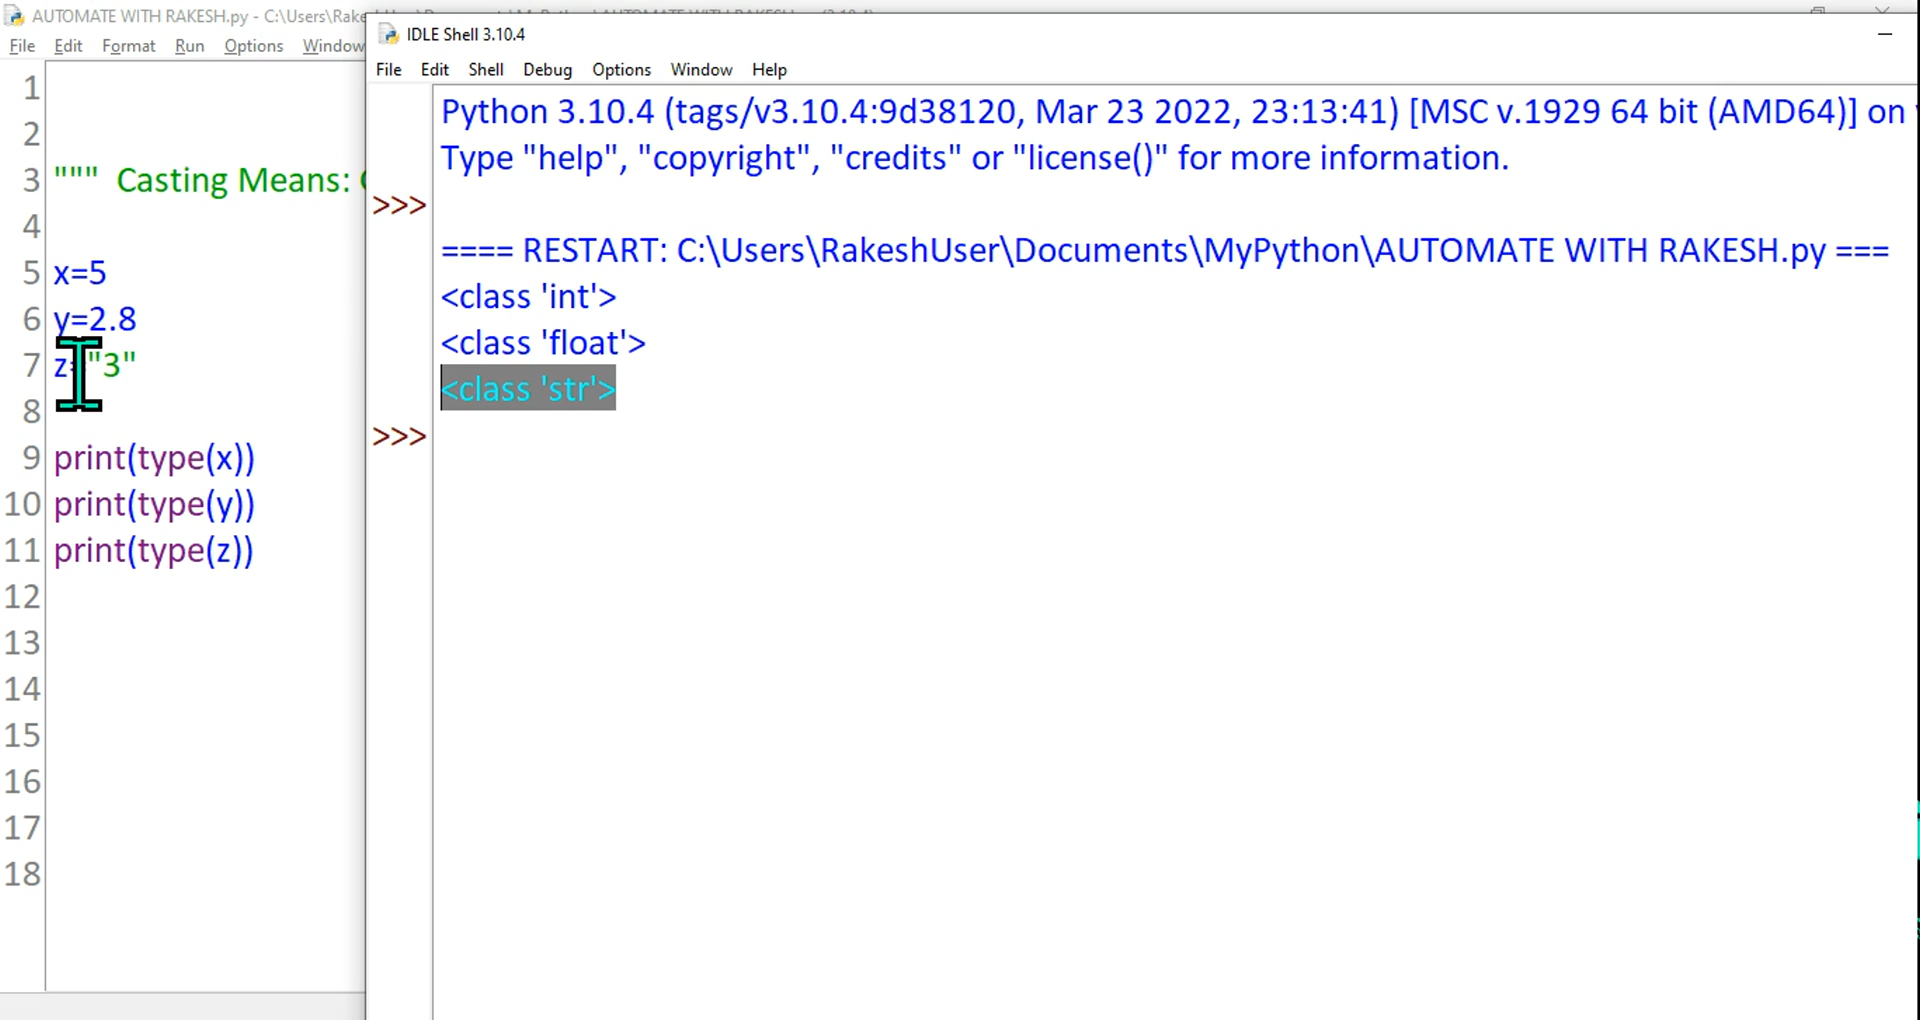 AUTOMATE WITH RAKESH.py - C:\Users\Rake
File Edit Format Run Options Window
1
2
3 """ Casting Means:
4
5 x=5
6 y=2.8
7 z="3"
8
9 print(type(x))
10 print(type(y))
11 print(type(z))
12
13
14
15
16
17
18
IDLE Shell 3.10.4
File Edit Shell Debug Options Window Help
Python 3.10.4 (tags/v3.10.4:9d38120, Mar 23 2022, 23:13:41) [MSC v.1929 64 bit (AMD64)] on
Type "help", "copyright", "credits" or "license()" for more information.
>>>
==== RESTART: C:\Users\RakeshUser\Documents\MyPython\AUTOMATE WITH RAKESH.py ===
<class 'int'>
<class 'float'>
<class 'str'>
>>>